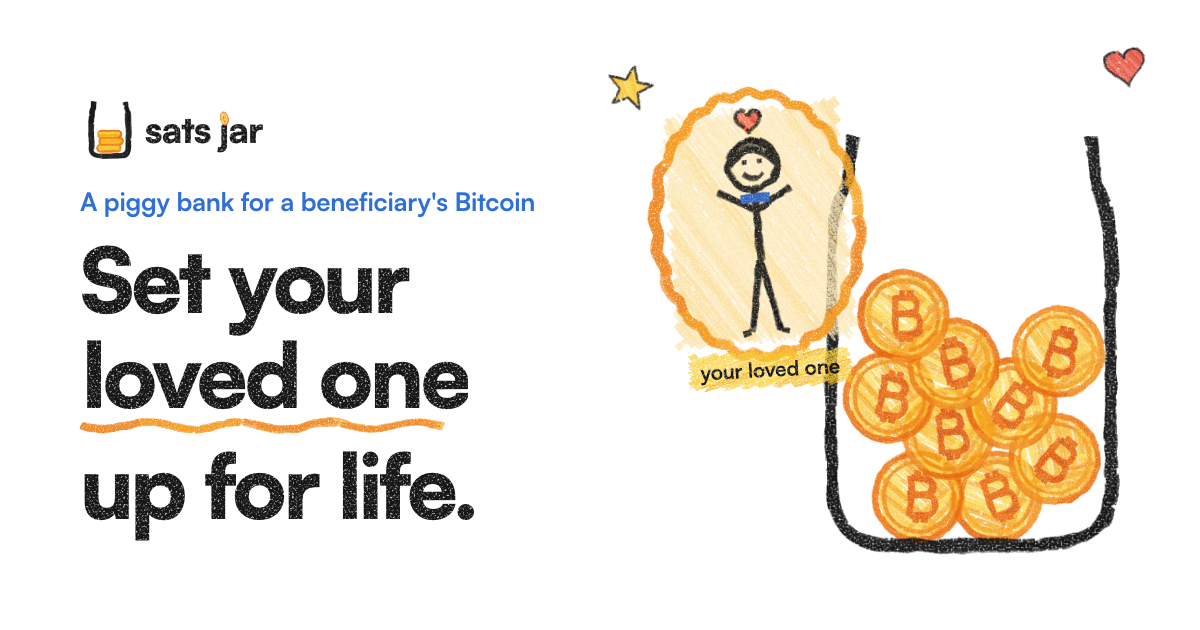 sats jar
A piggy bank for a beneficiary's Bitcoin
Set your
loved one
up for life.
your loved one